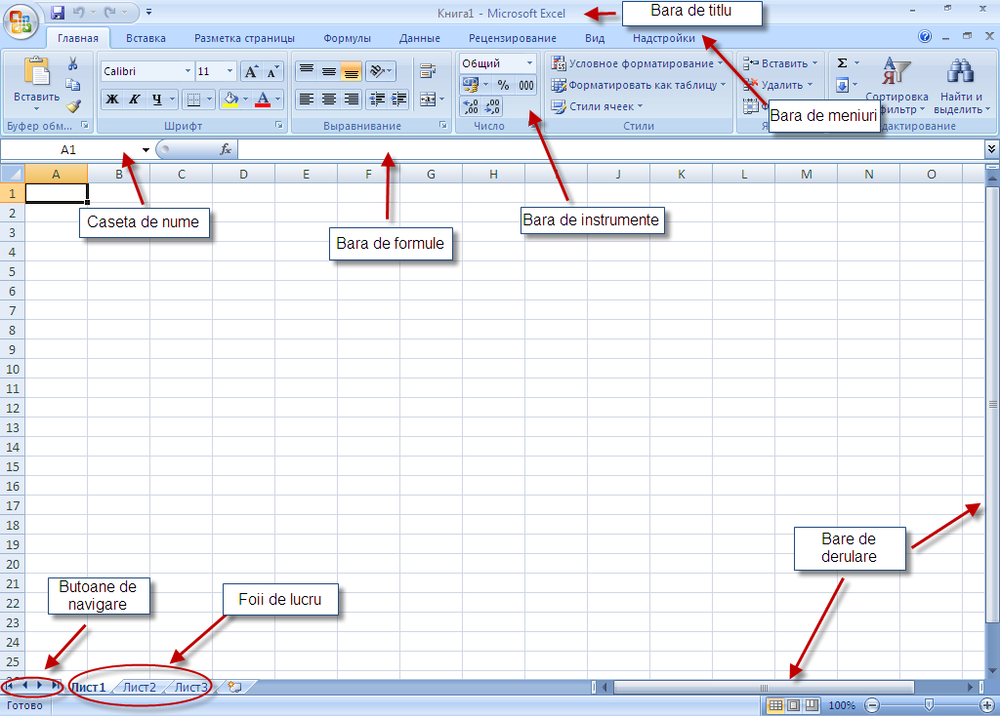 Книга1 - Microsoft Excel
Bara de titlu
Главная Вставка Разметка страницы Формулы Данные Рецензирование Вид Надстройки
Вставить
Calibri 11
Ж К Ч
Общий
% 000
Условное форматирование
Форматировать как таблицу
Стили ячеек
Вставить
Удалить
Σ
Сортировка
фильтр
Найти и
выделить
Bara de meniuri
Буфер обм... Шрифт Выравнивание Число Стили
дактирование
A1 fx
A B C D E F G H J K L M N O
1
2
Caseta de nume
Bara de instrumente
3
Bara de formule
4
5
6
7
8
9
10
11
12
13
14
15
16
17
18
19
Bare de
derulare
20
21
Butoane de
navigare
Foii de lucru
22
23
24
25
Лист1 Лист2 Лист3
Готово 100%